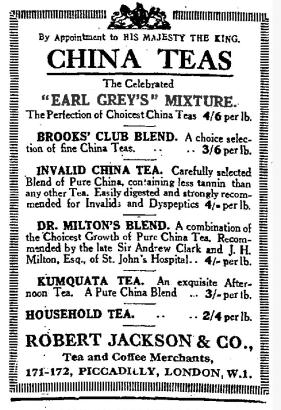 By Appointment to HIS MAJESTY THE KING.
CHINA TEAS
The Celebrated
"EARL GREY'S" MIXTURE.
The Perfection of Choicest China Teas 4/6 per lb.
BROOKS' CLUB BLEND. A choice selec-
tion of fine China Teas. .. .. 3/6 per lb.
INVALID CHINA TEA. Carefully selected
Blend of Pure China, containing less tannin than
any other Tea. Easily digested and strongly recom-
mended for Invalids and Dyspeptics 4/- per lb.
DR. MILTON'S BLEND. A combination of
the Choicest Growth of Pure China Tea. Recom-
mended by the late Sir Andrew Clark and J. H.
Milton, Esq., of St. John's Hospital.. 4/- per lb.
KUMQUATA TEA. An exquisite After-
noon Tea. A Pure China Blend ... 3/- per lb.
HOUSEHOLD TEA. .. .. 2/4 per lb.
ROBERT JACKSON & CO.,
Tea and Coffee Merchants,
171-172, PICCADILLY, LONDON, W.1.